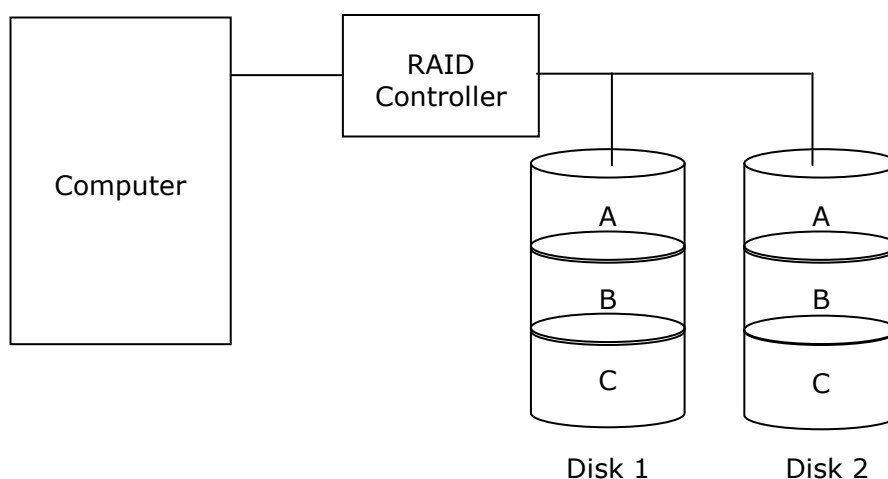 RAID
Controller
Computer
A
A
B
B
C
C
Disk 1
Disk 2